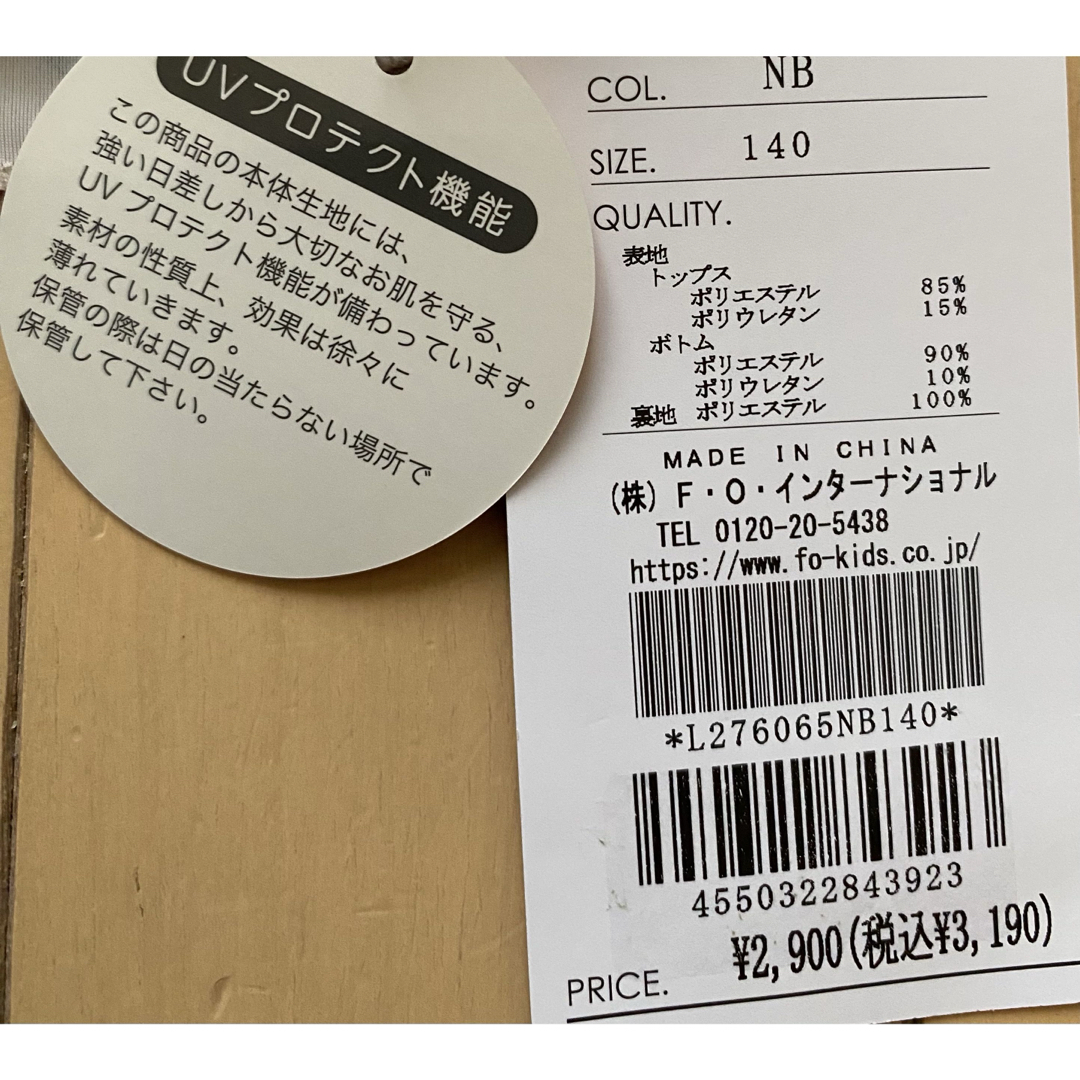 UVプロテクト機能
この商品の本体生地には、
強い日差しから大切なお肌を守る、
UVプロテクト機能が備わっています。
素材の性質上、効果は徐々に
薄れていきます。
保管の際は日の当たらない場所で
保管して下さい。
COL. NB
SIZE. 140
QUALITY.
表地
トップス
ポリエステル 85%
ポリウレタン 15%
ボトム
ポリエステル 90%
ポリウレタン 10%
裏地 ポリエステル 100%
MADE IN CHINA
(株) F・O・インターナショナル
TEL 0120-20-5438
https://www.fo-kids.co.jp/
*L276065NB140*
4550322843923
¥2,900(税込¥3,190)
PRICE.